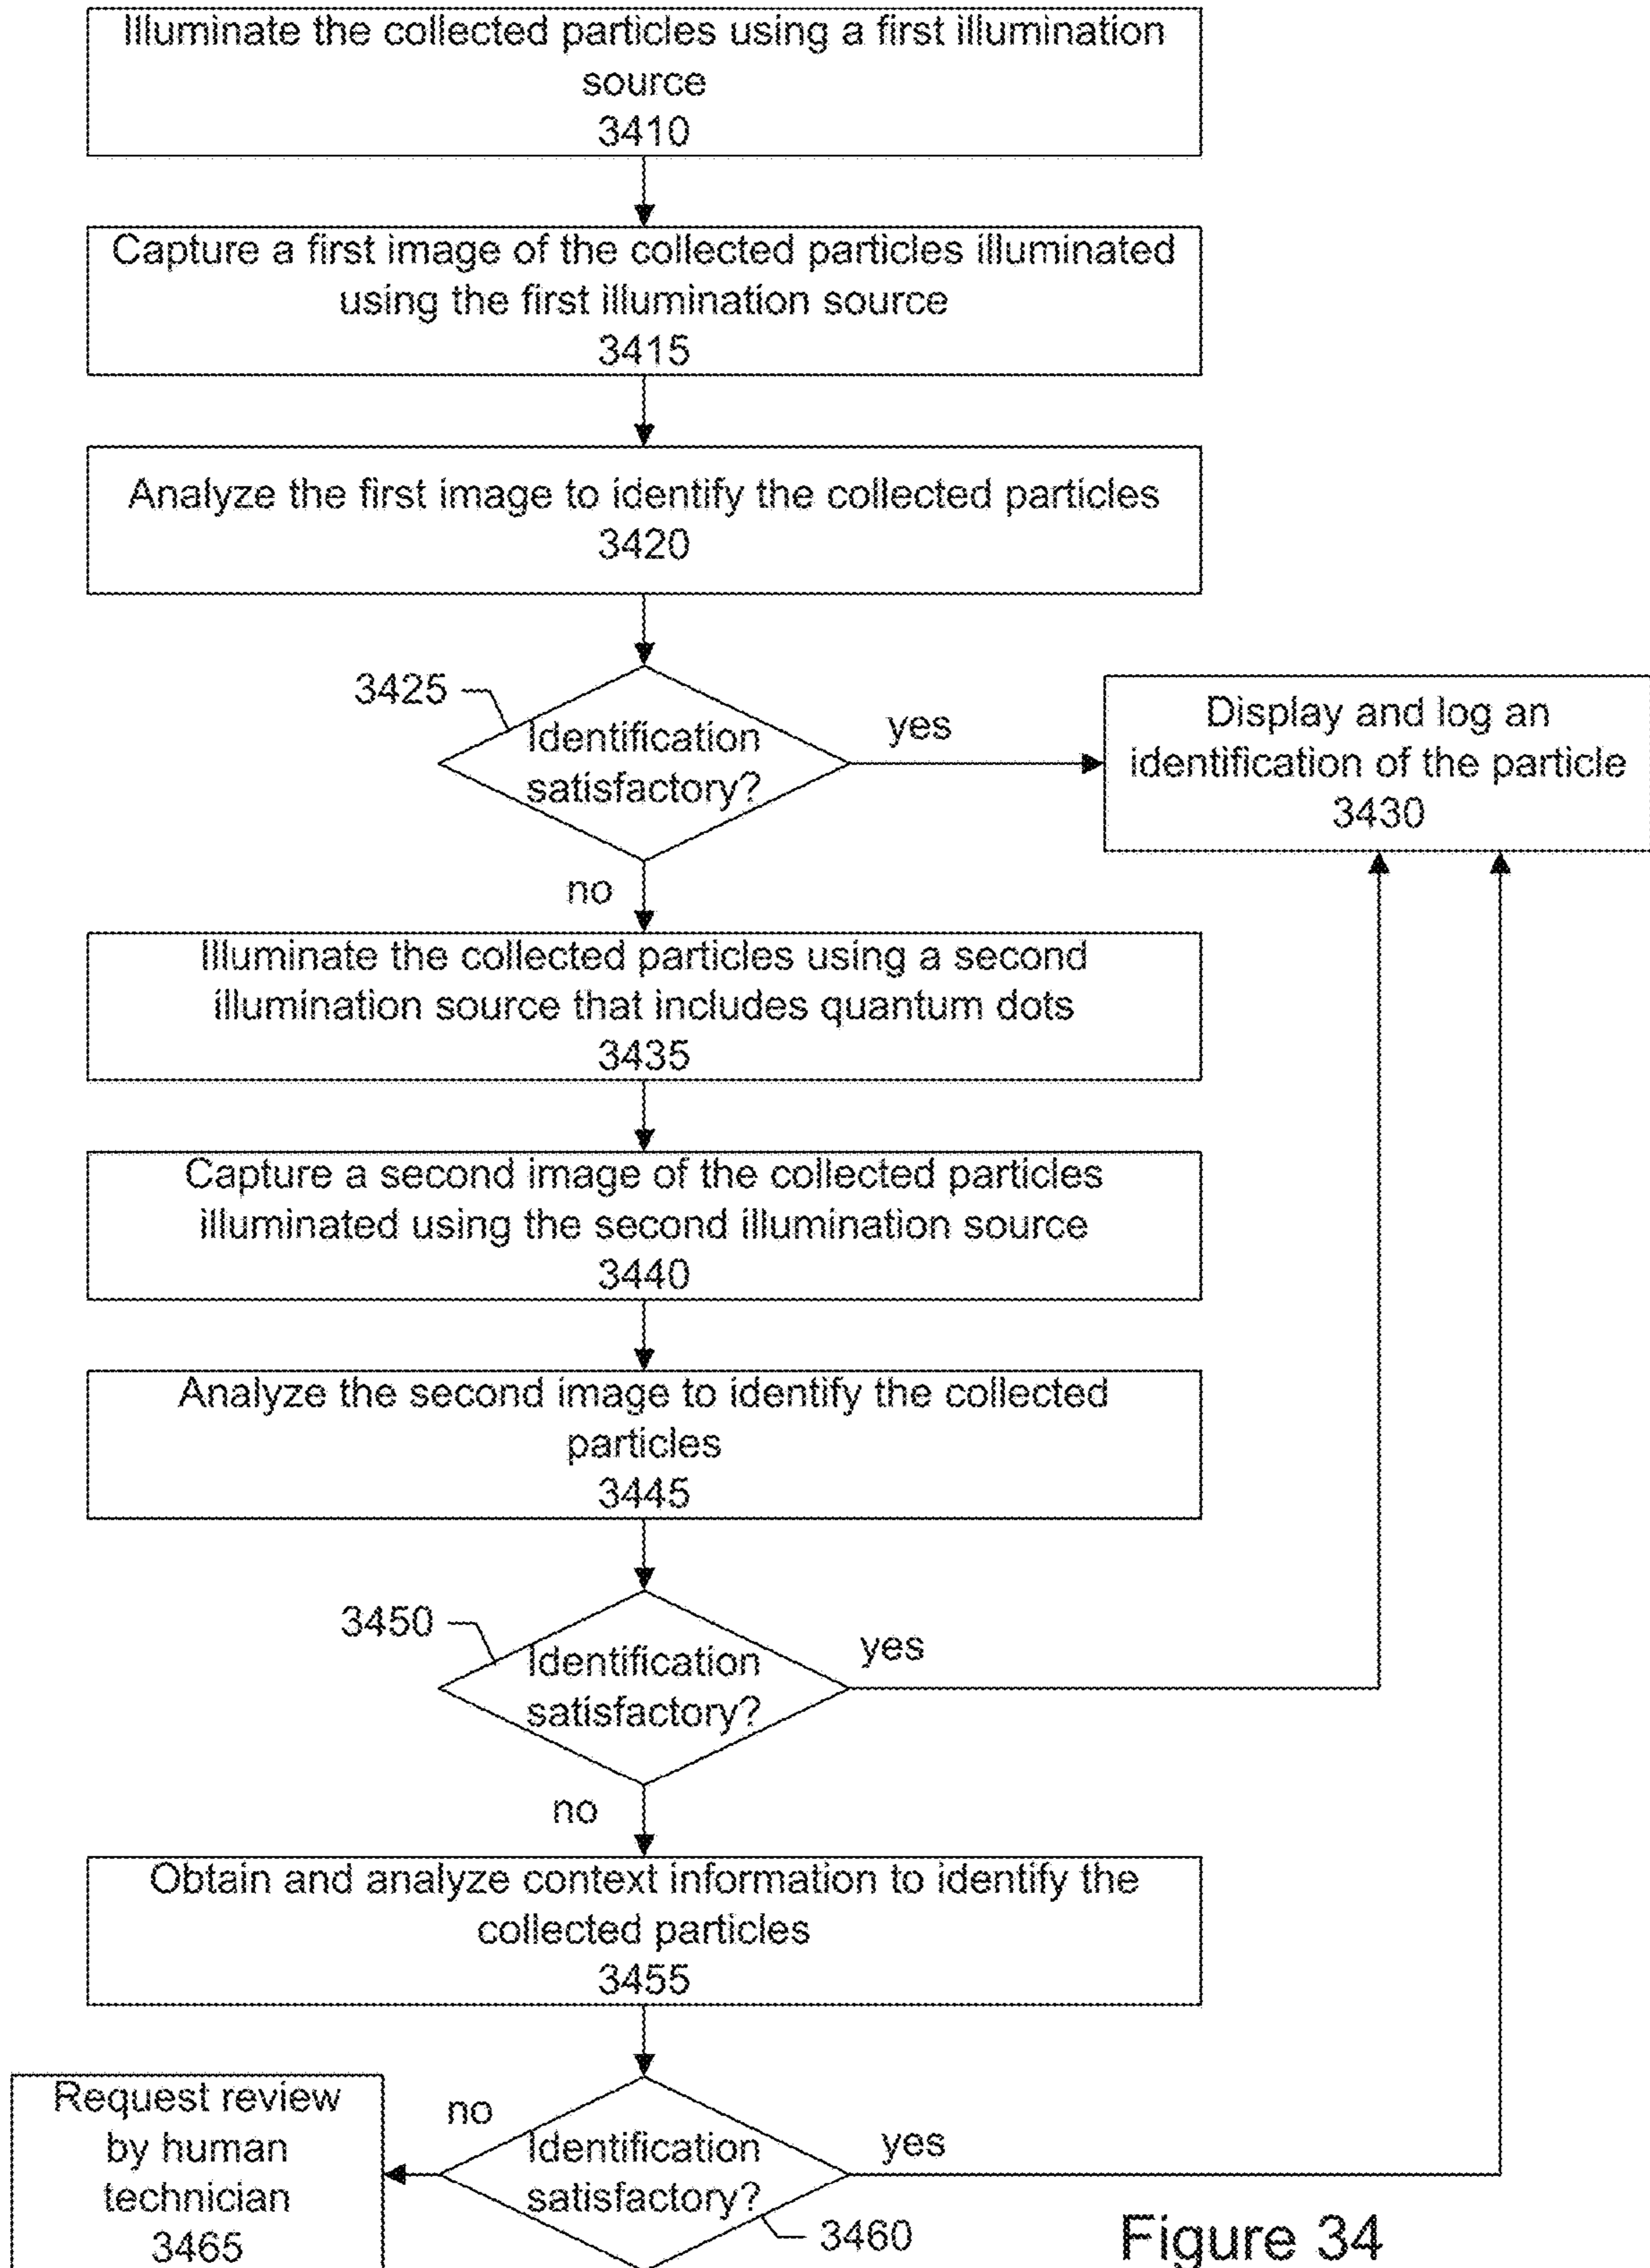 Illuminate the collected particles using a first illumination
source
3410
Capture a first image of the collected particles illuminated
using the first illumination source
3415
Analyze the first image to identify the collected particles
3420
3425
Identification
satisfactory?
yes
Display and log an
identification of the particle
3430
no
Illuminate the collected particles using a second
illumination source that includes quantum dots
3435
Capture a second image of the collected particles
illuminated using the second illumination source
3440
Analyze the second image to identify the collected
particles
3445
3450
Identification
satisfactory?
yes
no
Obtain and analyze context information to identify the
collected particles
3455
Request review
by human
technician
3465
no
Identification
satisfactory?
yes
3460
Figure 34